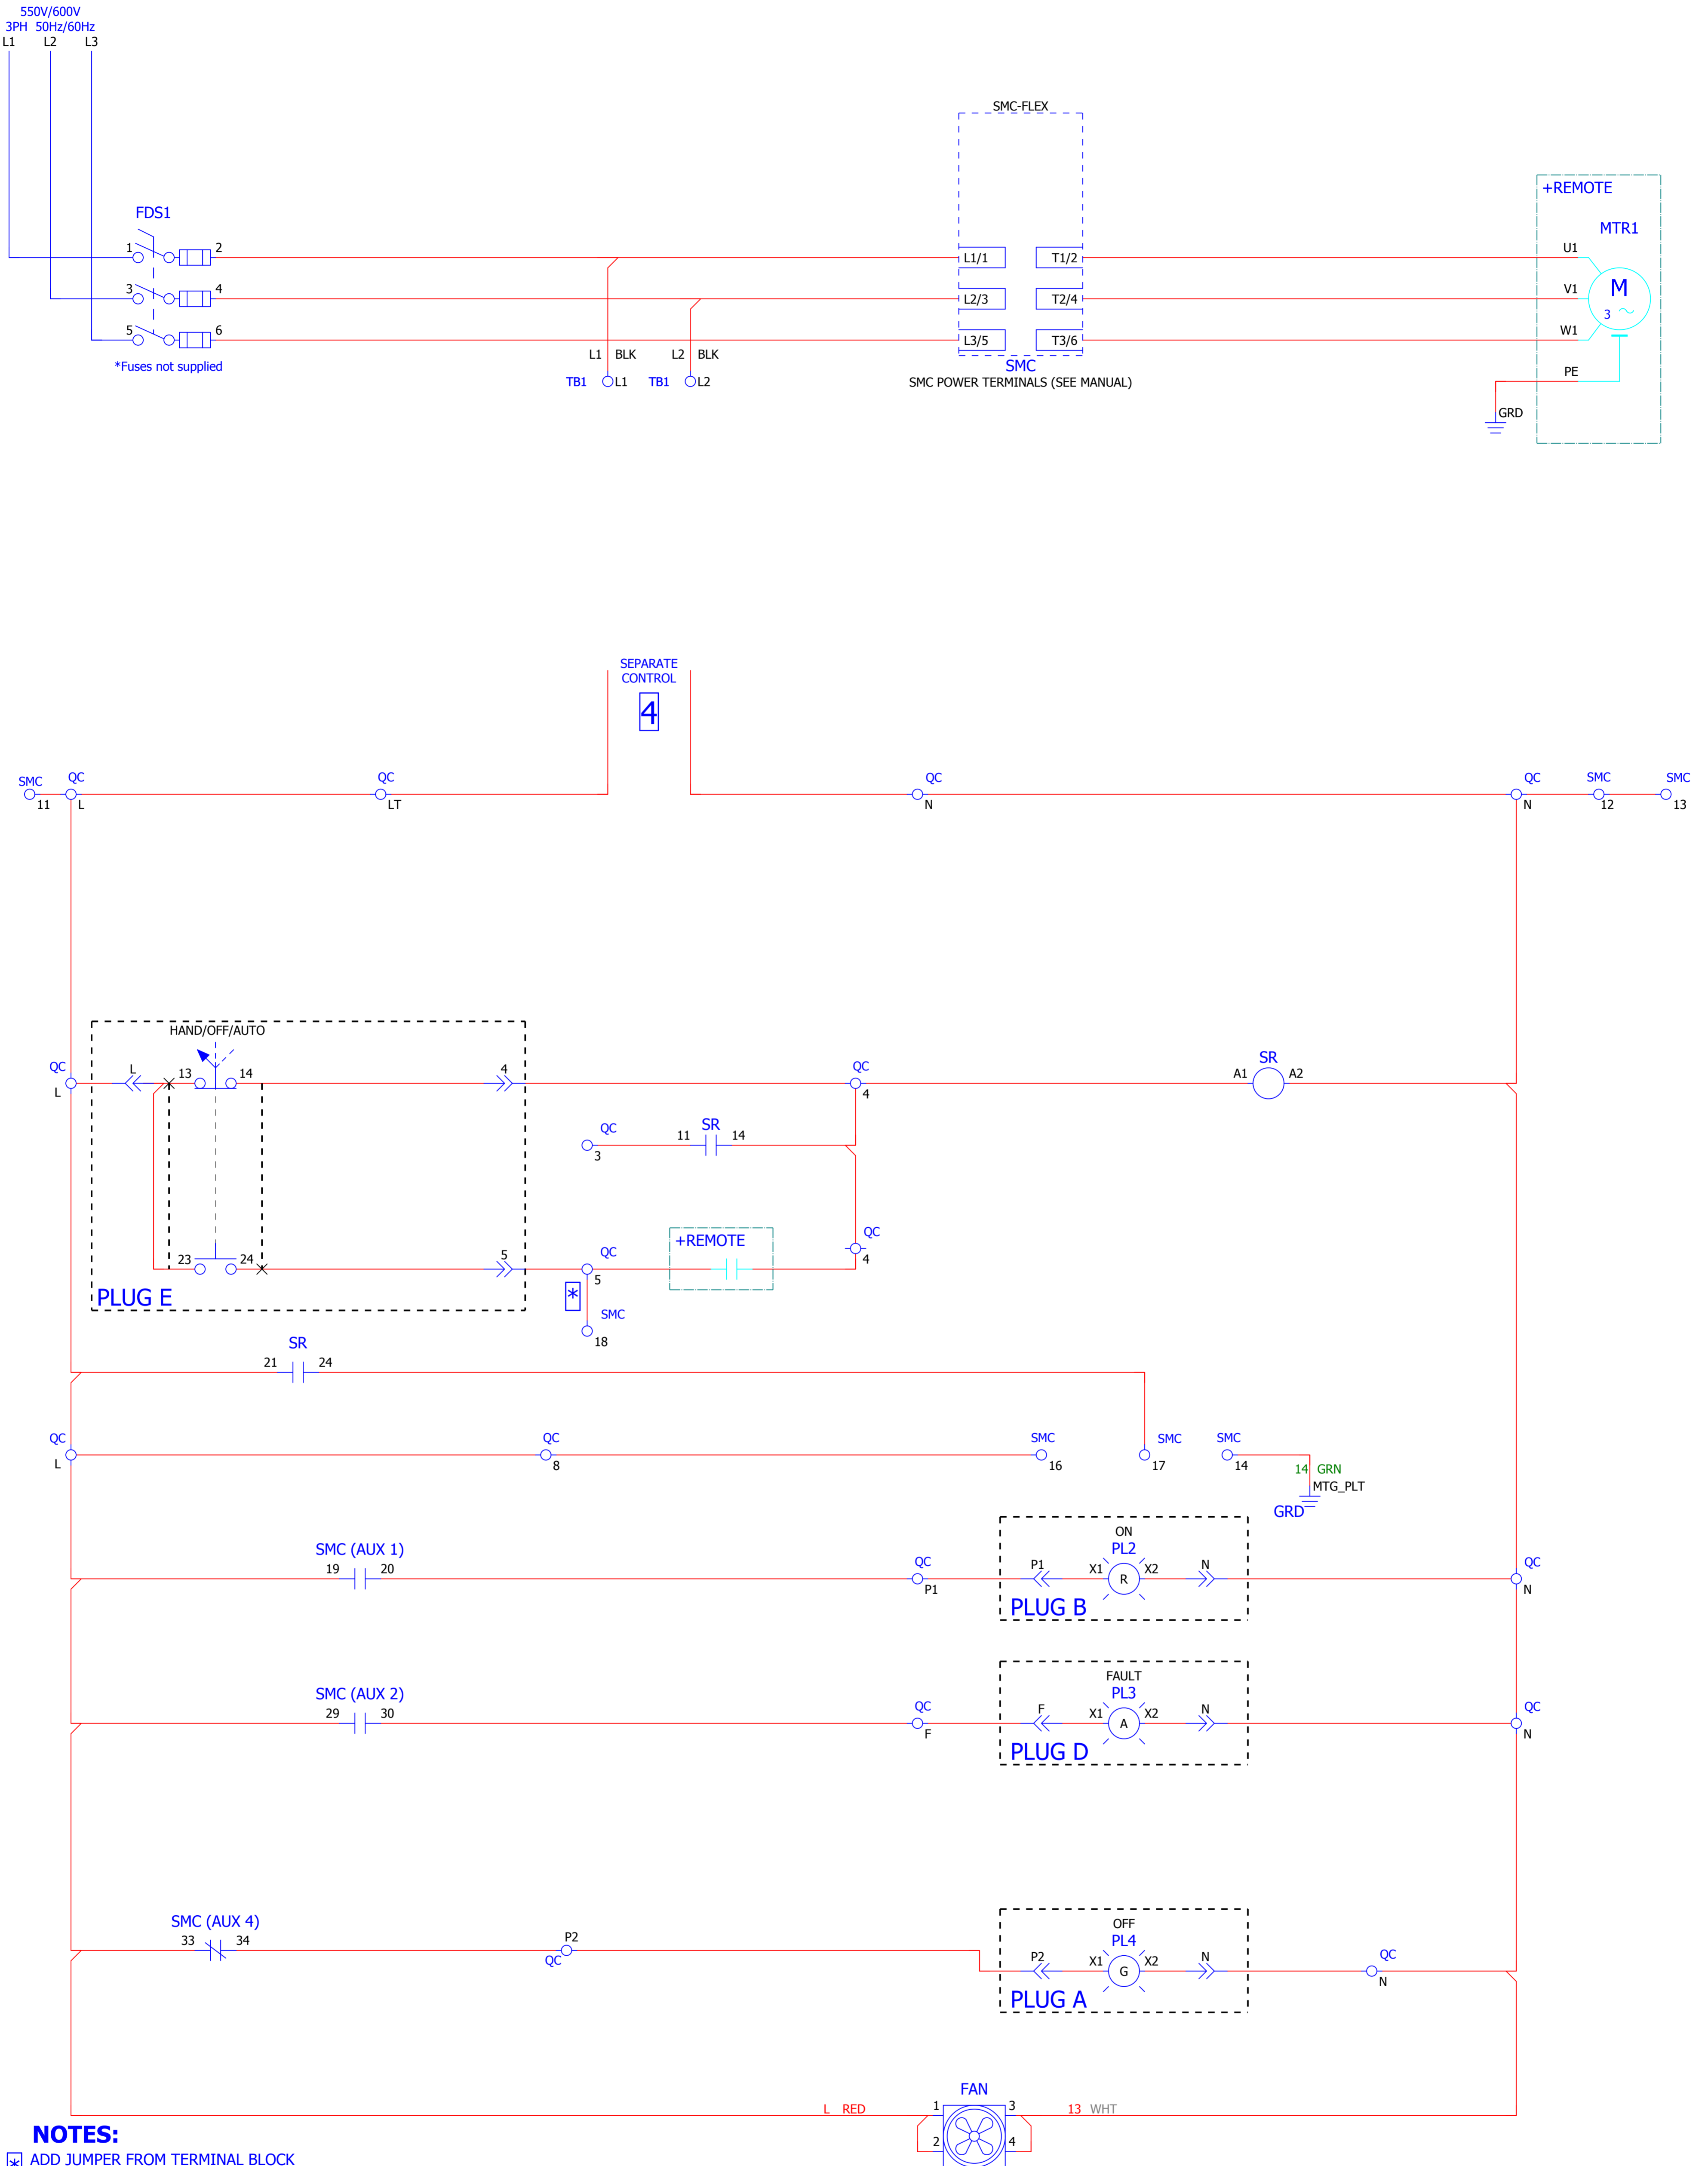 550V/600V
3PH 50Hz/60Hz
L1 L2 L3
SMC-FLEX
+REMOTE
FDS1
MTR1
1 2 L1/1 T1/2 U1
3 4 L2/3 T2/4 V1 M
3
5 6 L3/5 T3/6 W1
L1 BLK L2 BLK
*Fuses not supplied
SMC
PE
TB1 L1 TB1 L2
SMC POWER TERMINALS (SEE MANUAL)
GRD
SEPARATE
CONTROL
4
SMC QC QC QC QC SMC SMC
11 L LT N N 12 13
HAND/OFF/AUTO
QC L 13 14 4 QC SR
L 4 A1 A2
QC 11 SR 14
3
+REMOTE QC
4
23 24 5 QC
5
PLUG E
* SMC
18
SR
21 24
QC QC SMC SMC SMC
L 8 16 17 14
14 GRN
MTG_PLT
GRD
ON
SMC (AUX 1) PL2
19 20 QC P1 X1 R X2 N QC
P1 N
PLUG B
FAULT
SMC (AUX 2) PL3
29 30 QC F X1 A X2 N QC
F N
PLUG D
OFF
SMC (AUX 4) PL4
33 34 P2 P2 X1 G X2 N QC
QC N
PLUG A
FAN
L RED 1 3 13 WHT
2 4
NOTES:
* ADD JUMPER FROM TERMINAL BLOCK